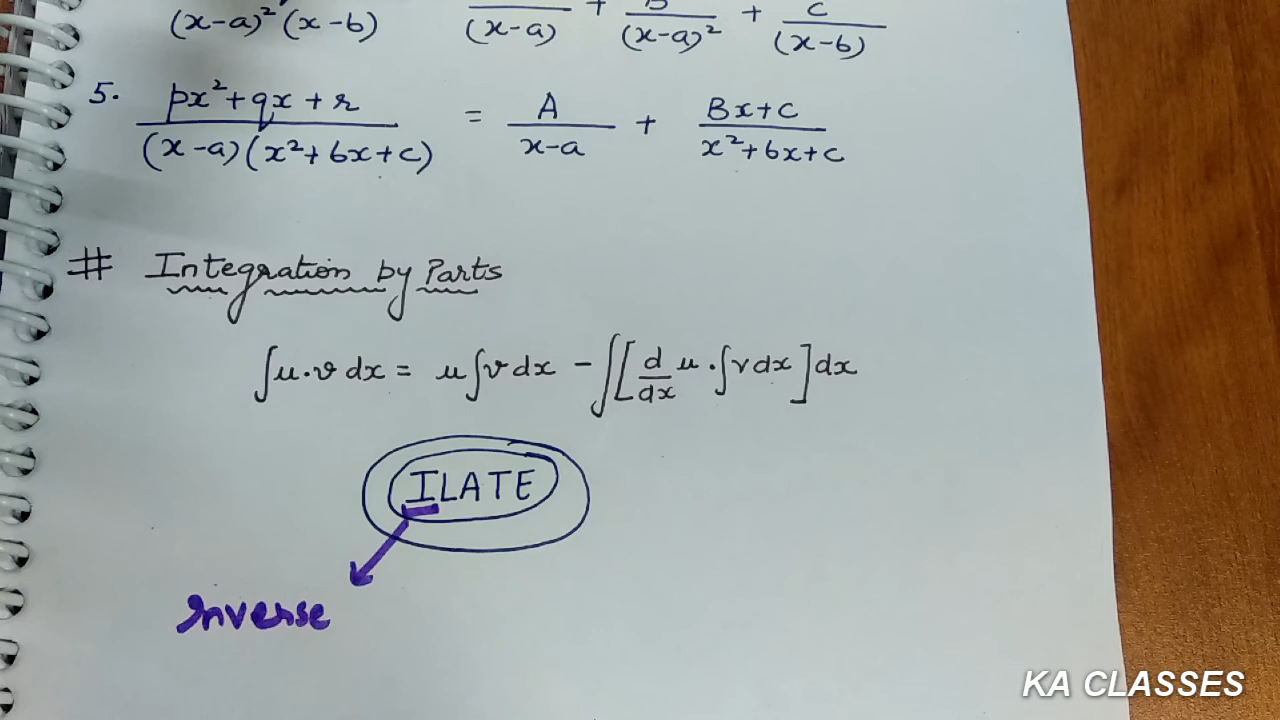 (x-a)²(x-b) (x-a) + B (x-a)² + C (x-b)
5. px²+qx+r / (x-a)(x²+bx+c) = A / x-a + Bx+C / x²+bx+c
# Integration by Parts
∫u.v dx = u∫v dx - ∫[d/dx u . ∫v dx] dx
ILATE
Inverse
KA CLASSES